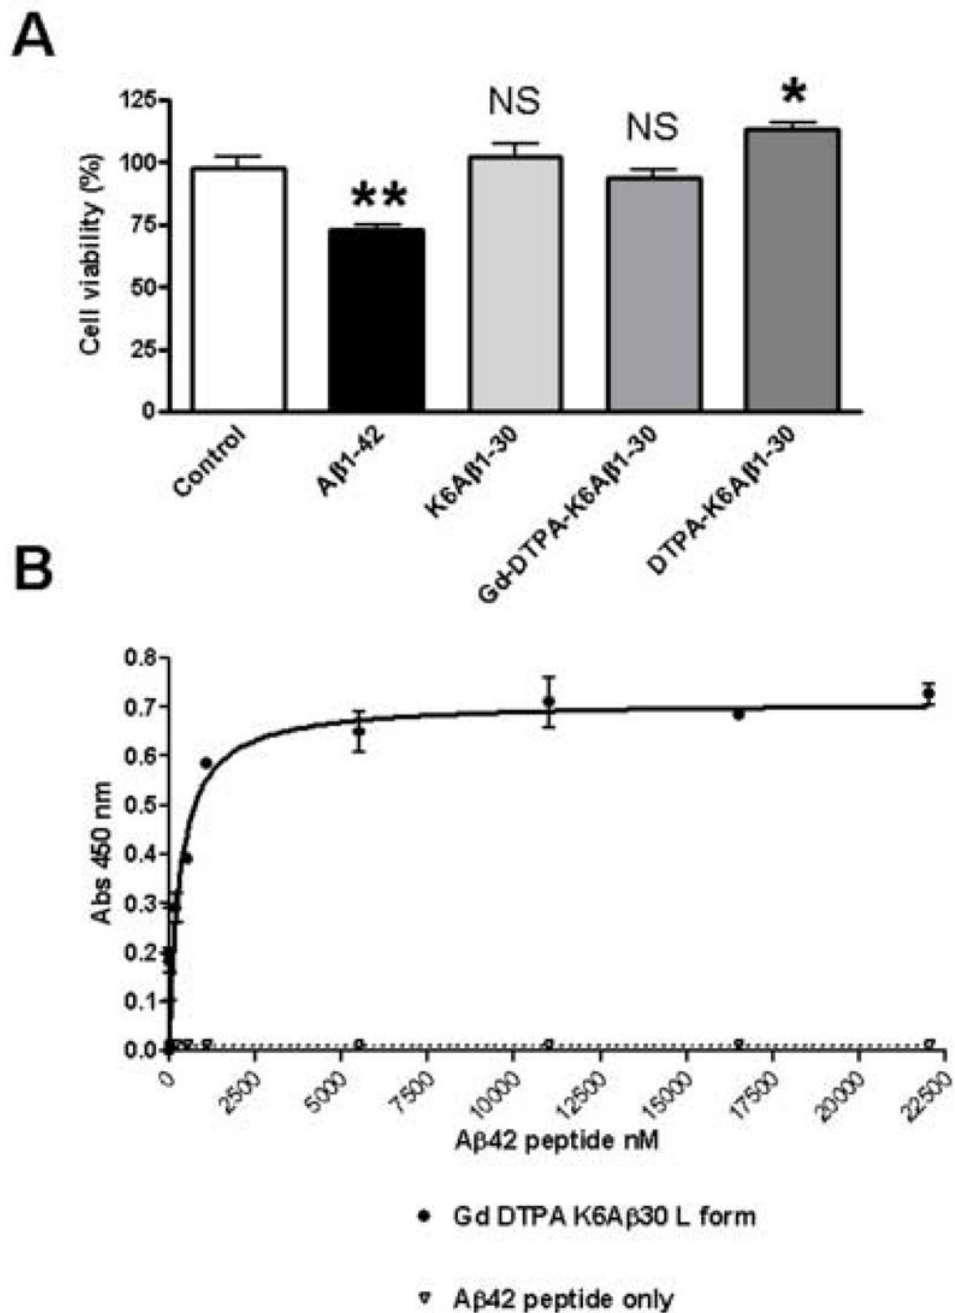 A
NS
NS
*
**
125
100
75
50
25
0
Cell viability (%)
Control
Aβ1-42
K6Aβ1-30
Gd-DTPA-K6Aβ1-30
DTPA-K6Aβ1-30
B
0.8
0.7
0.6
0.5
0.4
0.3
0.2
0.1
0.0
Abs 450 nm
0
2500
5000
7500
10000
12500
15000
17500
20000
22500
Aβ42 peptide nM
Gd DTPA K6Aβ30 L form
Aβ42 peptide only